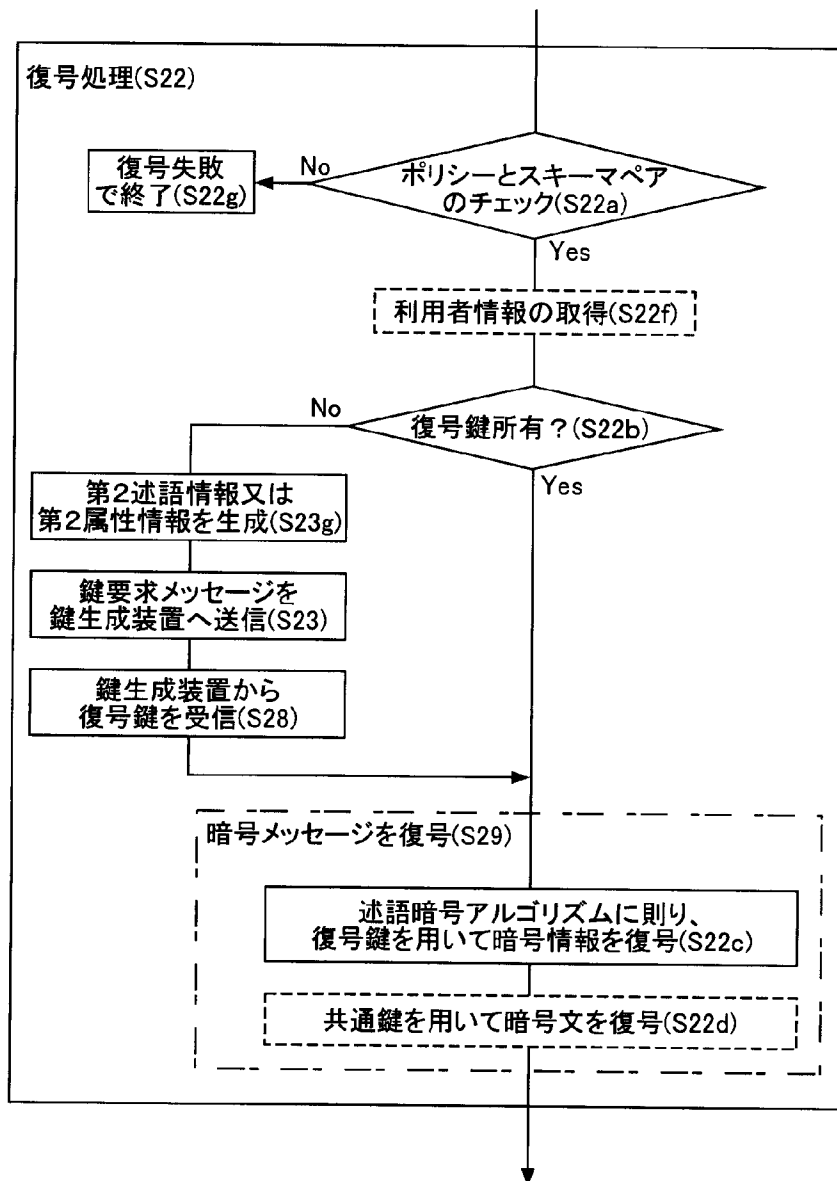 復号処理(S22)
復号失敗
で終了(S22g)
No
ポリシーとスキーマペア
のチェック(S22a)
Yes
利用者情報の取得(S22f)
No
復号鍵所有？(S22b)
Yes
第2述語情報又は
第2属性情報を生成(S23g)
鍵要求メッセージを
鍵生成装置へ送信(S23)
鍵生成装置から
復号鍵を受信(S28)
暗号メッセージを復号(S29)
述語暗号アルゴリズムに則り、
復号鍵を用いて暗号情報を復号(S22c)
共通鍵を用いて暗号文を復号(S22d)